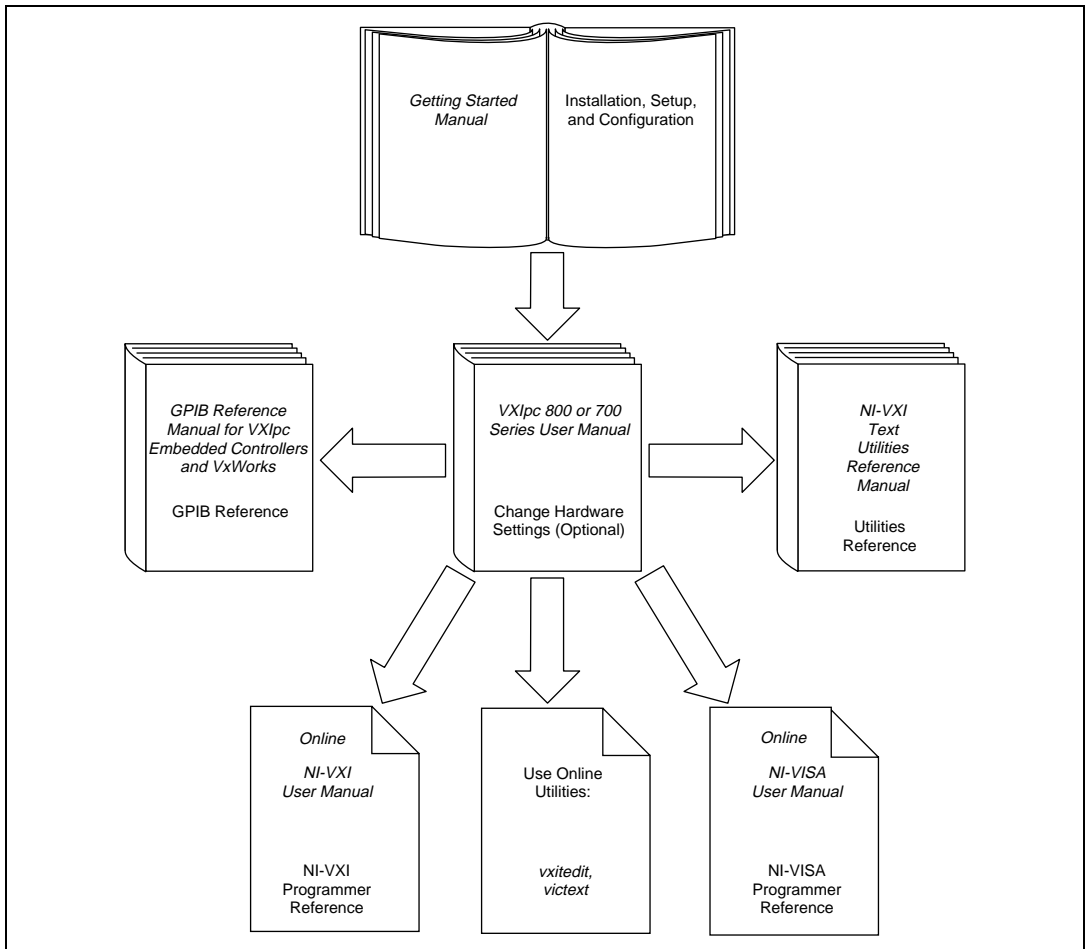 Getting Started
Manual
Installation, Setup,
and Configuration
GPIB Reference
Manual for VXIpc
Embedded Controllers
and VxWorks
GPIB Reference
VXIpc 800 or 700
Series User Manual
Change Hardware
Settings (Optional)
NI-VXI
Text
Utilities
Reference
Manual
Utilities
Reference
Online
NI-VXI
User Manual
NI-VXI
Programmer
Reference
Use Online
Utilities:
vxitedit,
victext
Online
NI-VISA
User Manual
NI-VISA
Programmer
Reference